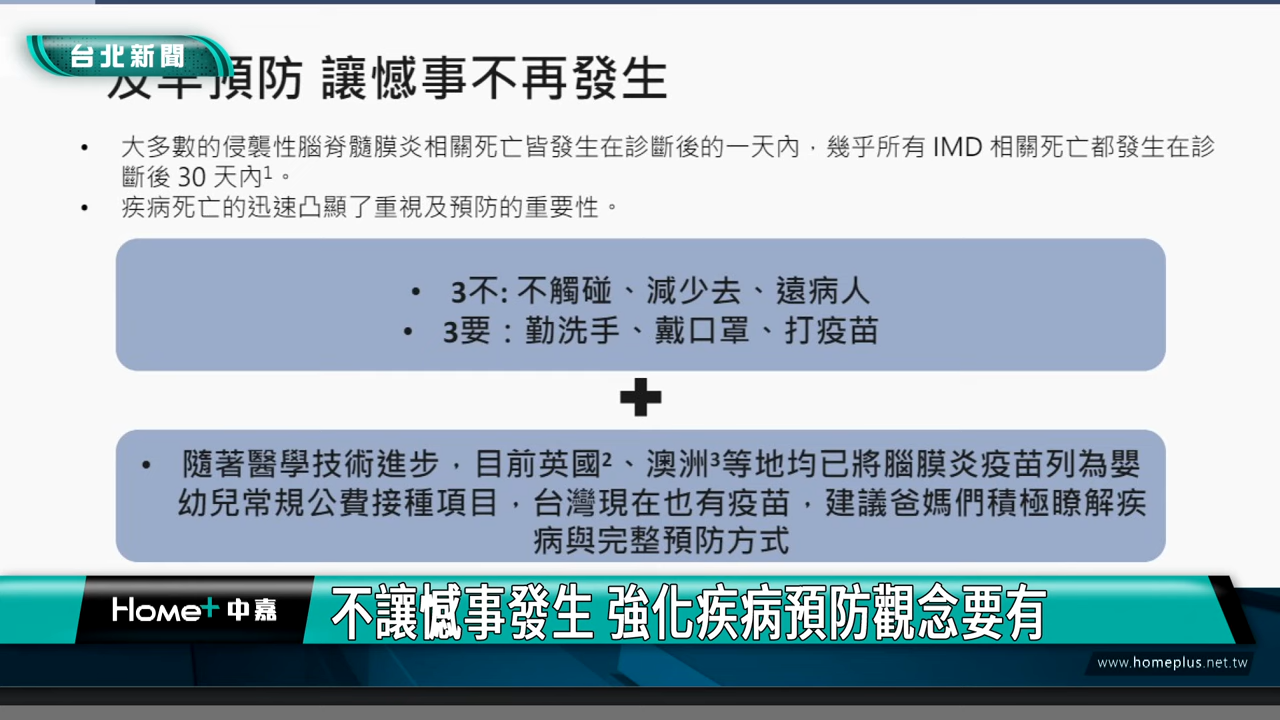 台北新聞
及早預防 讓憾事不再發生
• 大多數的侵襲性腦脊髓膜炎相關死亡皆發生在診斷後的一天內，幾乎所有 IMD 相關死亡都發生在診
斷後 30 天內¹。
• 疾病死亡的迅速凸顯了重視及預防的重要性。
• 3不: 不觸碰、減少去、遠病人
• 3要：勤洗手、戴口罩、打疫苗
• 隨著醫學技術進步，目前英國²、澳洲³等地均已將腦膜炎疫苗列為嬰
幼兒常規公費接種項目，台灣現在也有疫苗，建議爸媽們積極瞭解疾
病與完整預防方式
Home+ 中嘉
不讓憾事發生 強化疾病預防觀念要有
www.homeplus.net.tw